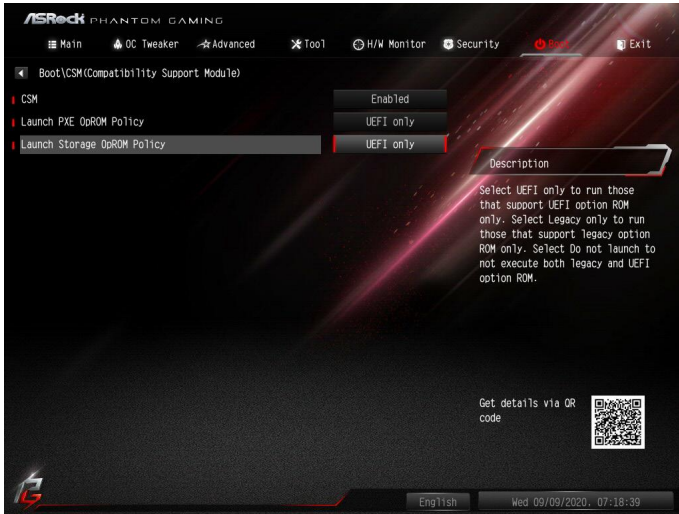 ASRock PHANTOM GAMING
Main OC Tweaker Advanced Tool H/W Monitor Security Boot Exit
Boot\CSM(Compatibility Support Module)
CSM Enabled
Launch PXE OpROM Policy UEFI only
Launch Storage OpROM Policy UEFI only
Description
Select UEFI only to run those
that support UEFI option ROM
only. Select Legacy only to run
those that support legacy option
ROM only. Select Do not launch to
not execute both legacy and UEFI
option ROM.
Get details via QR
code
English Wed 09/09/2020. 07:18:39